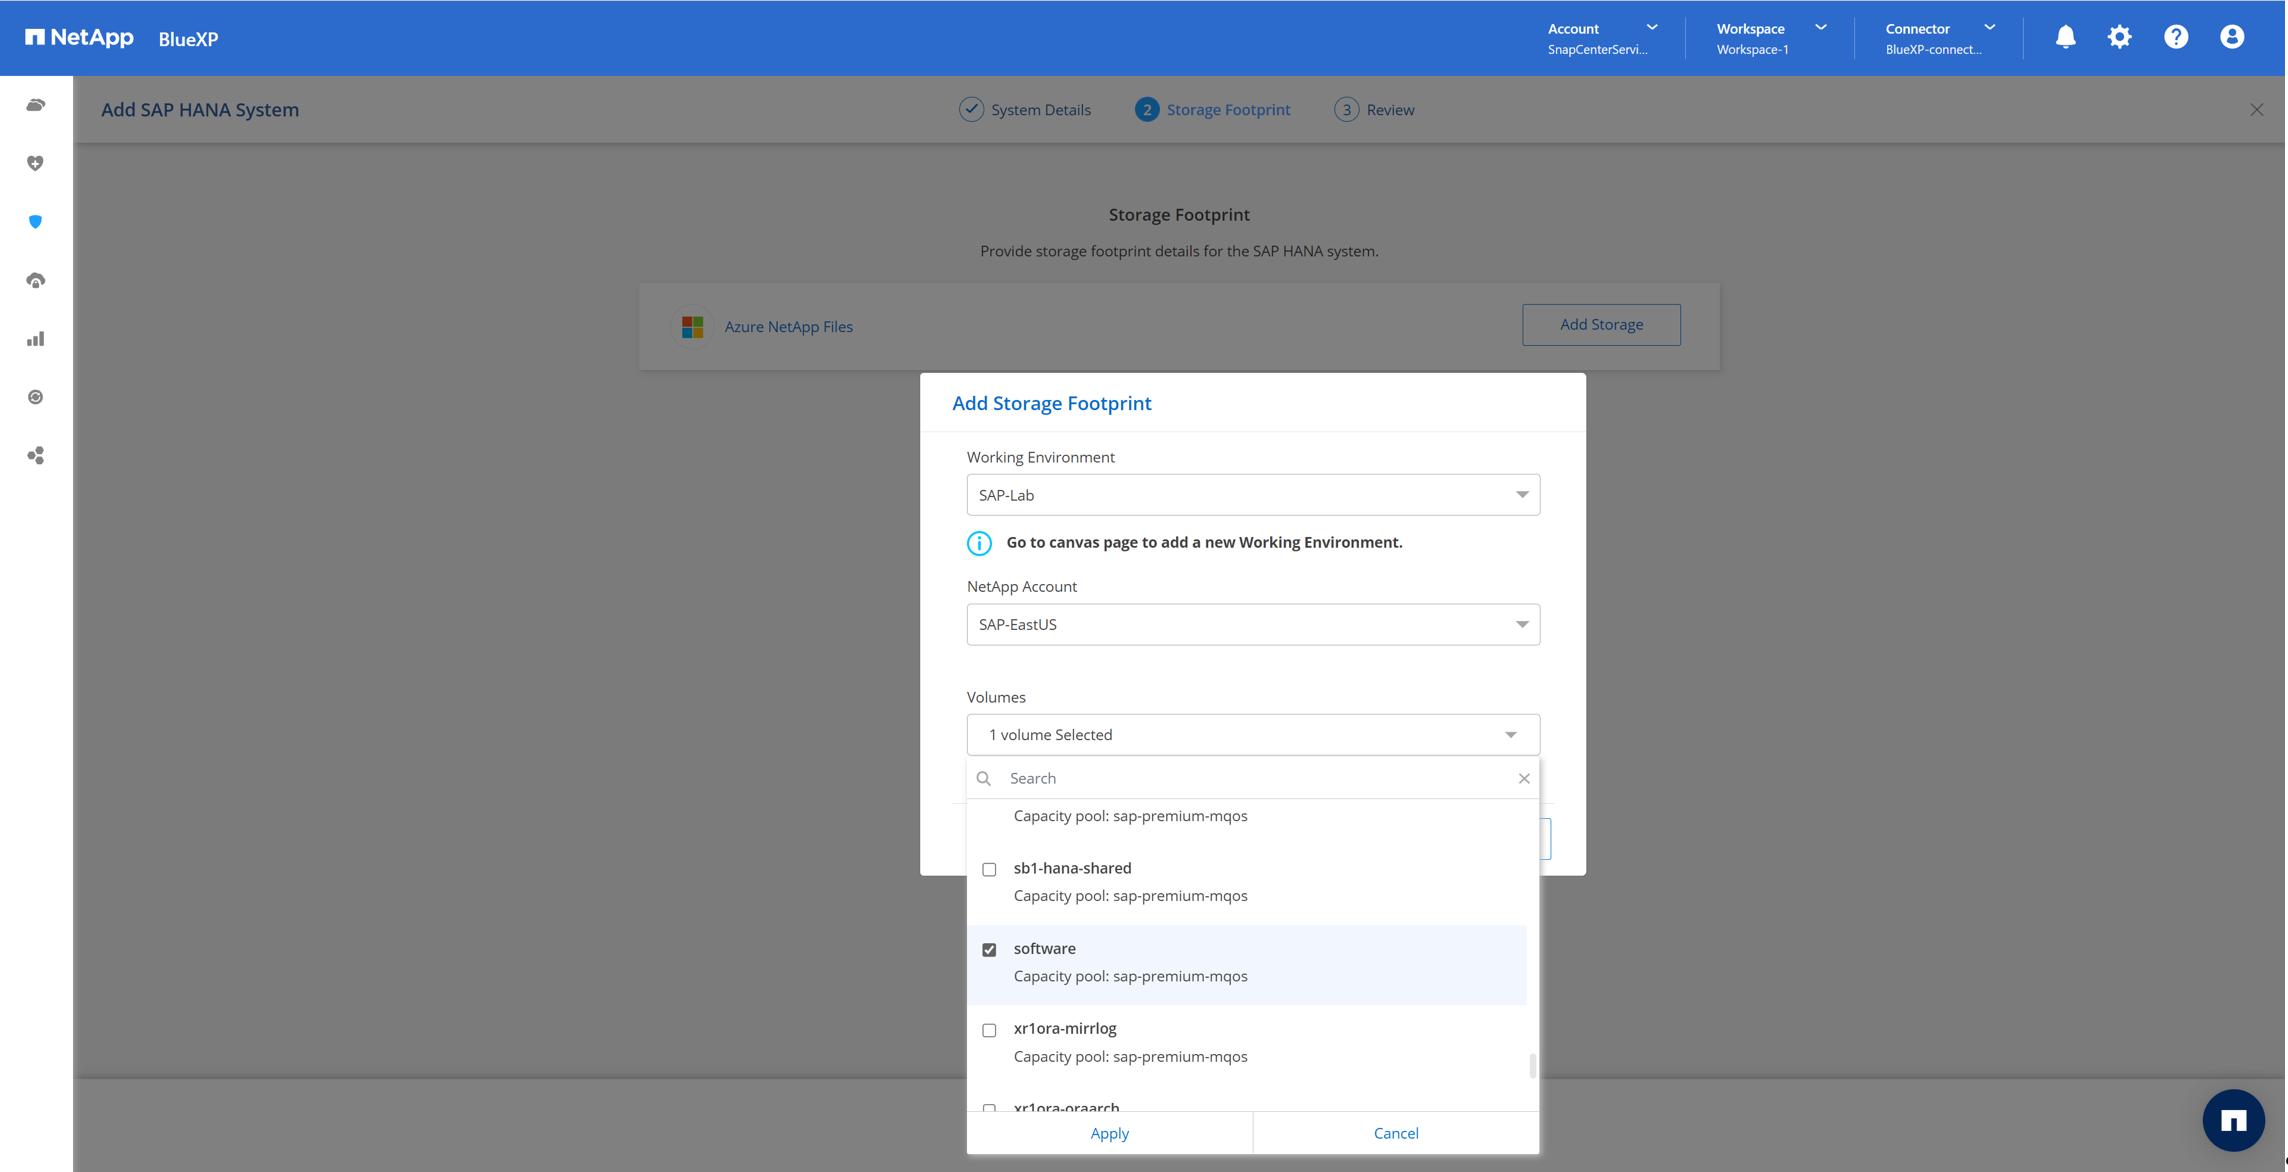 NetApp BlueXP
Account
SnapCenterServi...
Workspace
Workspace-1
Connector
BlueXP-connect...
Add SAP HANA System
System Details
2 Storage Footprint
3 Review
Storage Footprint
Provide storage footprint details for the SAP HANA system.
Azure NetApp Files
Add Storage
Add Storage Footprint
Working Environment
SAP-Lab
Go to canvas page to add a new Working Environment.
NetApp Account
SAP-EastUS
Volumes
1 volume Selected
Search
Capacity pool: sap-premium-mqos
sb1-hana-shared
Capacity pool: sap-premium-mqos
software
Capacity pool: sap-premium-mqos
xr1ora-mirrlog
Capacity pool: sap-premium-mqos
xr1ora-oraarch
Apply
Cancel